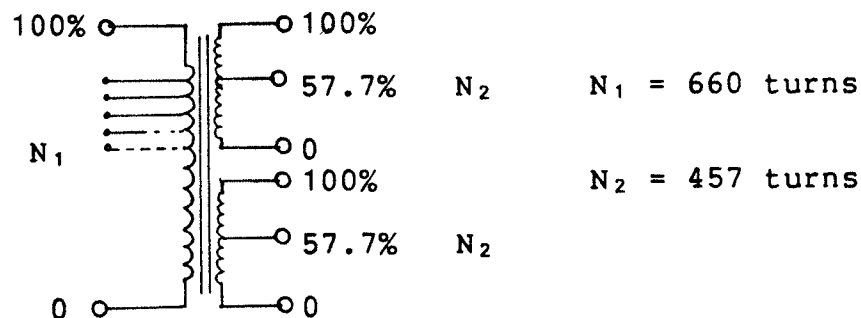 100% 100%
57.7% N₂ N₁ = 660 turns
N₁ 0
100% N₂ = 457 turns
57.7% N₂
0 0